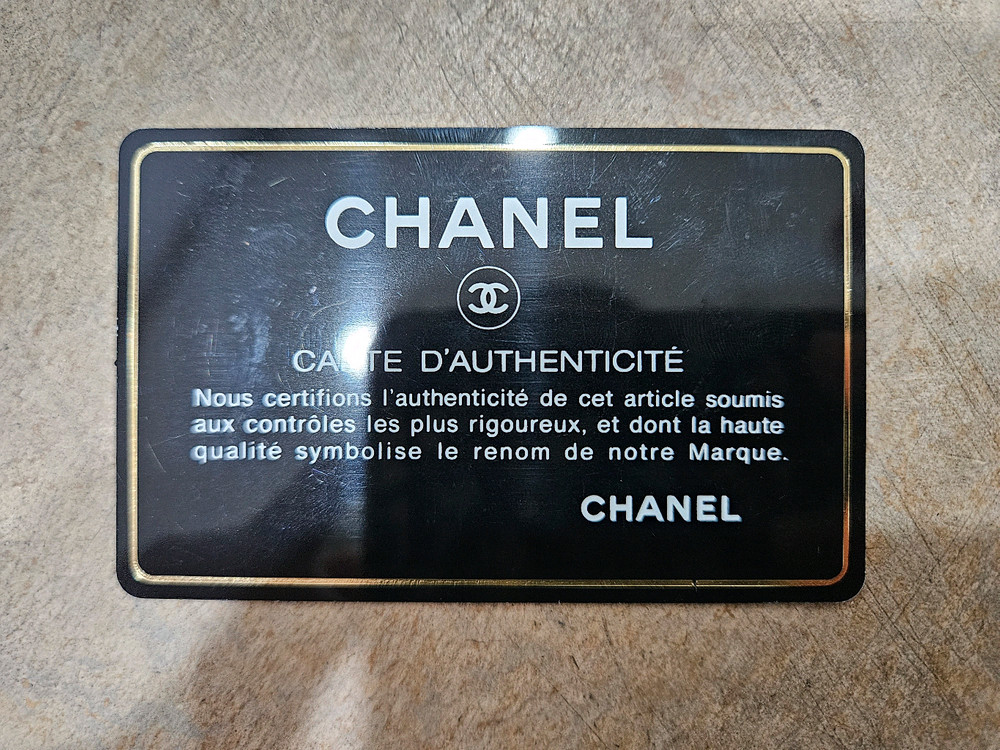 CHANEL
CARTE D'AUTHENTICITÉ
Nous certifions l'authenticité de cet article soumis
aux contrôles les plus rigoureux, et dont la haute
qualité symbolise le renom de notre Marque.
CHANEL